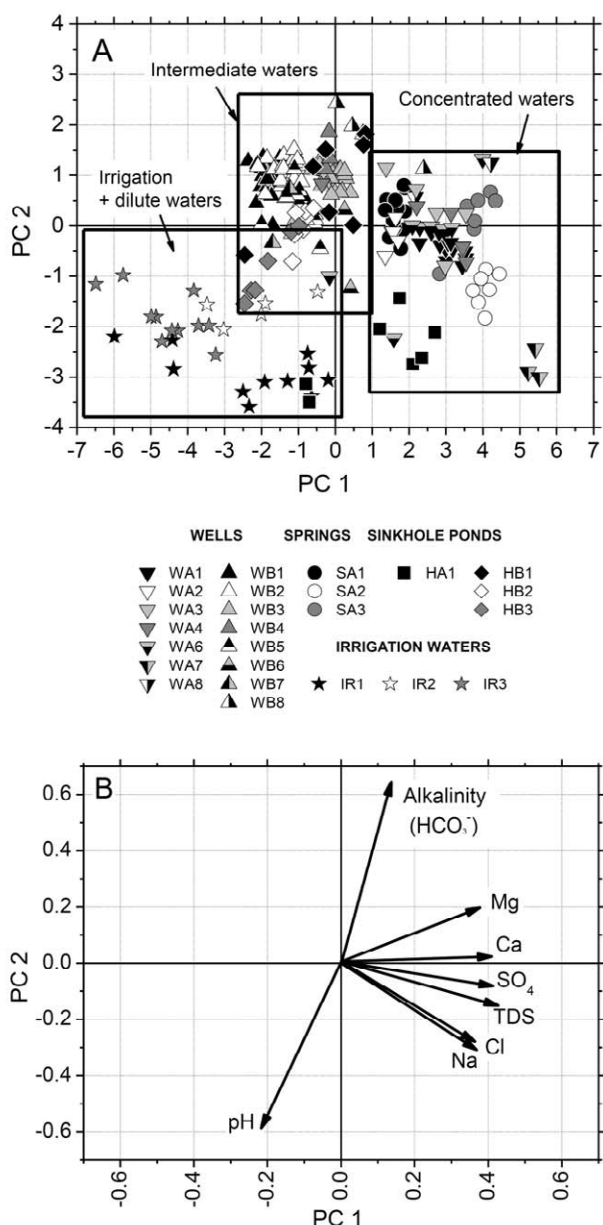 A
Intermediate waters
Concentrated waters
Irrigation
+ dilute waters
PC 2
4
3
2
1
0
-1
-2
-3
-4
-7 -6 -5 -4 -3 -2 -1 0 1 2 3 4 5 6 7
PC 1
WELLS SPRINGS SINKHOLE PONDS
WA1 WB1 SA1 HA1 HB1
WA2 WB2 SA2 HB2
WA3 WB3 SA3 HB3
WA4 WB4
WA6 WB5 IRRIGATION WATERS
WA7 WB6 IR1 IR2 IR3
WA8 WB7
WB8
B
Alkalinity
(HCO₃⁻)
Mg
Ca
SO₄
TDS
Cl
Na
pH
PC 2
0.6
0.4
0.2
0.0
-0.2
-0.4
-0.6
-0.6 -0.4 -0.2 0.0 0.2 0.4 0.6
PC 1